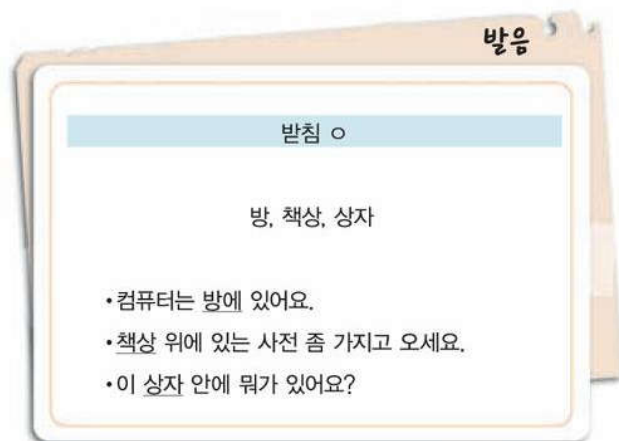 발음
받침 ㅇ
방, 책상, 상자
•컴퓨터는 방에 있어요.
•책상 위에 있는 사전 좀 가지고 오세요.
•이 상자 안에 뭐가 있어요?